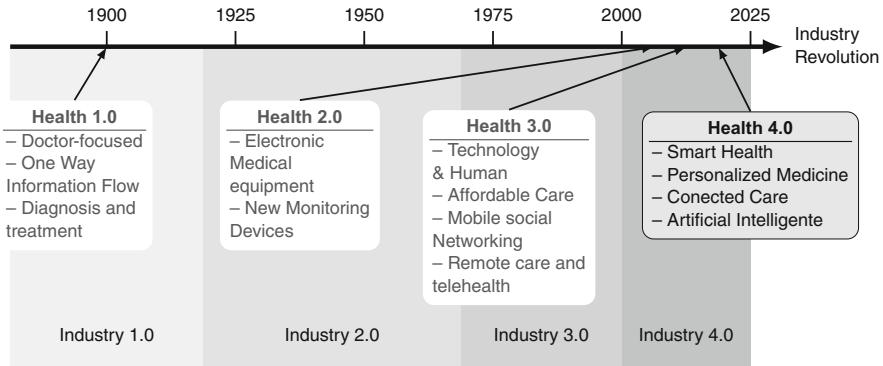 1900 1925 1950 1975 2000 2025
Industry
Revolution
Health 1.0
– Doctor-focused
– One Way
Information Flow
– Diagnosis and
treatment
Health 2.0
– Electronic
Medical
equipment
– New Monitoring
Devices
Health 3.0
– Technology
& Human
– Affordable Care
– Mobile social
Networking
– Remote care and
telehealth
Health 4.0
– Smart Health
– Personalized Medicine
– Conected Care
– Artificial Intelligente
Industry 1.0 Industry 2.0 Industry 3.0 Industry 4.0